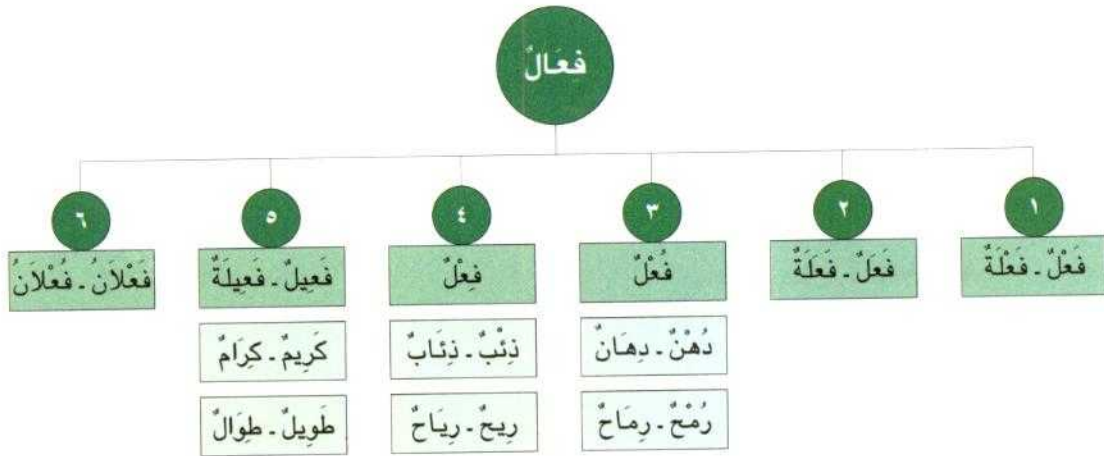 فِعَالٌ
١ ٢ ٣ ٤ ٥ ٦
فَعْلٌ ـ فَعْلَةٌ فَعَلٌ ـ فَعَلَةٌ فُعْلٌ فِعْلٌ فَعِيلٌ ـ فَعِيلَةٌ فَعْلَانُ ـ فُعْلَانُ
دُهْنٌ ـ دِهَانٌ ذِئْبٌ ـ ذِئَابٌ كَرِيمٌ ـ كِرَامٌ
رُمْحٌ ـ رِمَاحٌ رِيحٌ ـ رِيَاحٌ طَوِيلٌ ـ طِوَالٌ